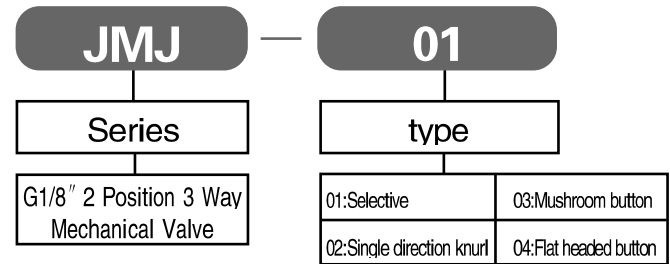 JMJ — 01
Series
type
G1/8″ 2 Position 3 Way
Mechanical Valve
01:Selective
03:Mushroom button
02:Single direction knurl
04:Flat headed button